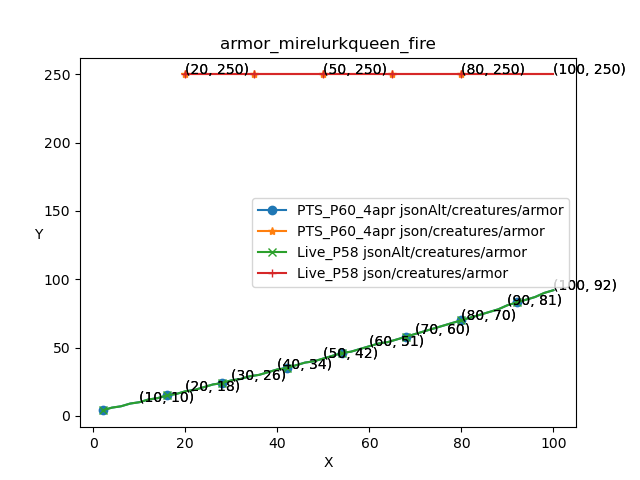 armor_mirelurkqueen_fire
250
(20, 250)
(50, 250)
(80, 250)
(100, 250)
200
150
Y
PTS_P60_4apr jsonAlt/creatures/armor
PTS_P60_4apr json/creatures/armor
Live_P58 jsonAlt/creatures/armor
Live_P58 json/creatures/armor
100
(100, 92)
(90, 81)
(80, 70)
(70, 60)
(60, 51)
50
(50, 42)
(40, 34)
(30, 26)
(20, 18)
(10, 10)
0
0 20 40 60 80 100
X